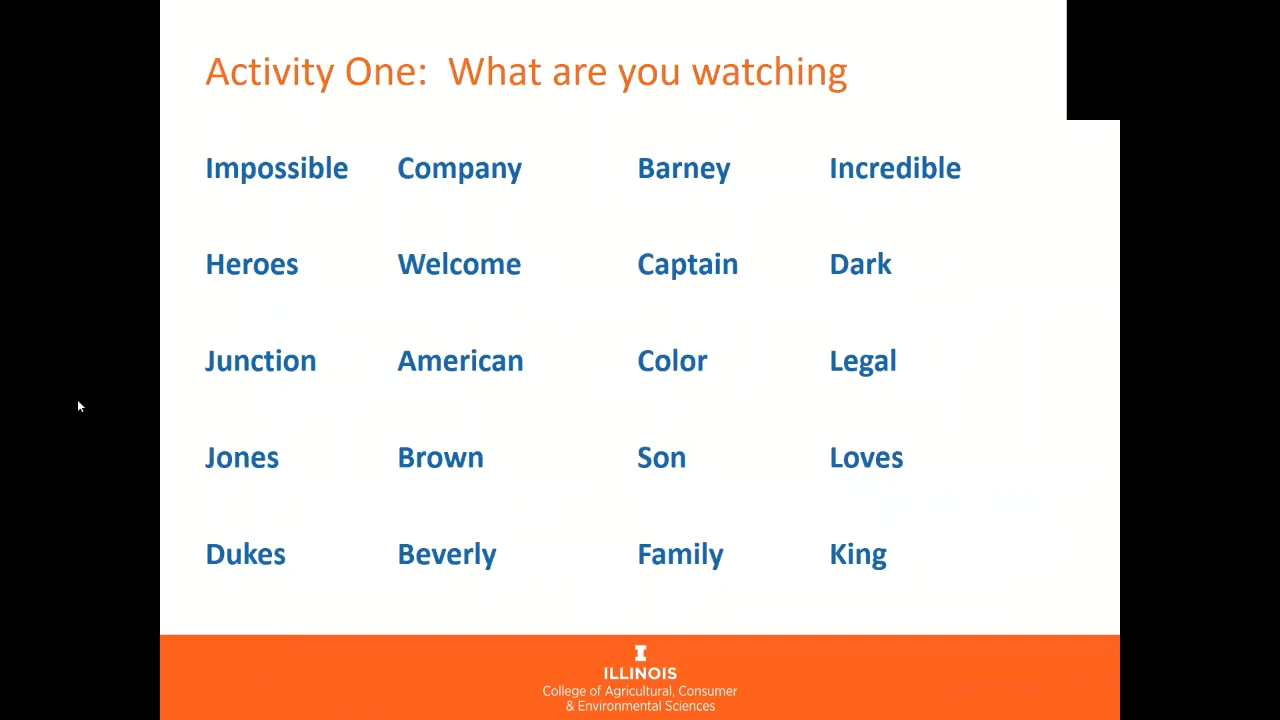 Activity One:  What are you watching
Impossible Company Barney Incredible
Heroes Welcome Captain Dark
Junction American Color Legal
Jones Brown Son Loves
Dukes Beverly Family King
I
ILLINOIS
College of Agricultural, Consumer
& Environmental Sciences